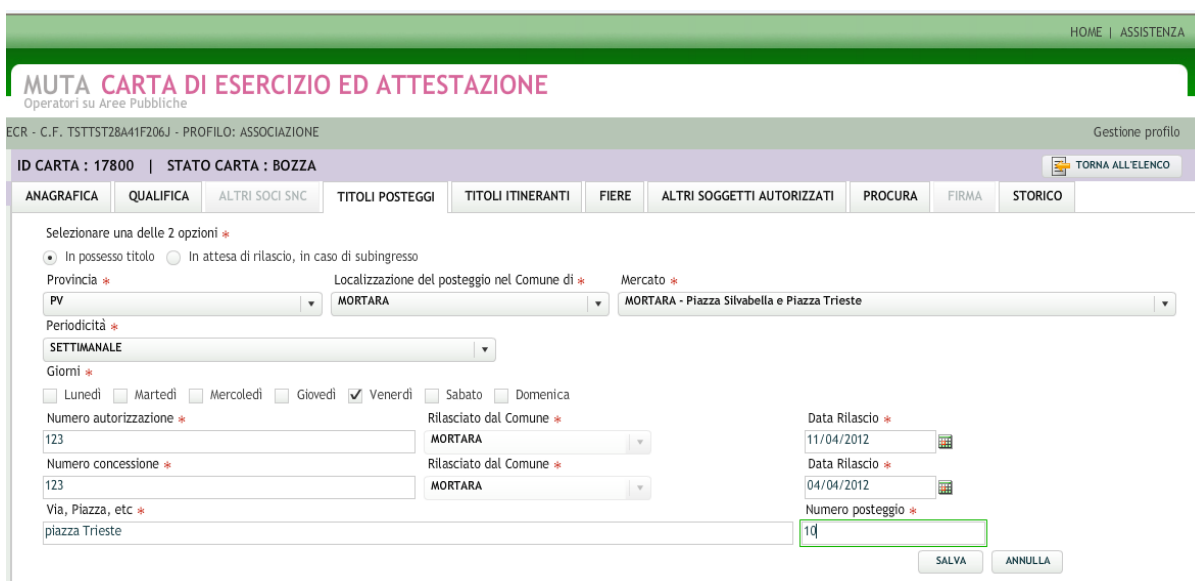 HOME | ASSISTENZA
MUTA CARTA DI ESERCIZIO ED ATTESTAZIONE
Operatori su Aree Pubbliche
ECR - C.F. TSTTST28A41F206J - PROFILO: ASSOCIAZIONE Gestione profilo
ID CARTA : 17800 | STATO CARTA : BOZZA TORNA ALL'ELENCO
ANAGRAFICA QUALIFICA ALTRI SOCI SNC TITOLI POSTEGGI TITOLI ITINERANTI FIERE ALTRI SOGGETTI AUTORIZZATI PROCURA FIRMA STORICO
Selezionare una delle 2 opzioni *
In possesso titolo In attesa di rilascio, in caso di subingresso
Provincia * Localizzazione del posteggio nel Comune di * Mercato *
PV MORTARA MORTARA - Piazza Silvabella e Piazza Trieste
Periodicità *
SETTIMANALE
Giorni *
Lunedì Martedì Mercoledì Giovedì Venerdì Sabato Domenica
Numero autorizzazione * Rilasciato dal Comune * Data Rilascio *
123 MORTARA 11/04/2012
Numero concessione * Rilasciato dal Comune * Data Rilascio *
123 MORTARA 04/04/2012
Via, Piazza, etc * Numero posteggio *
piazza Trieste 10
SALVA ANNULLA